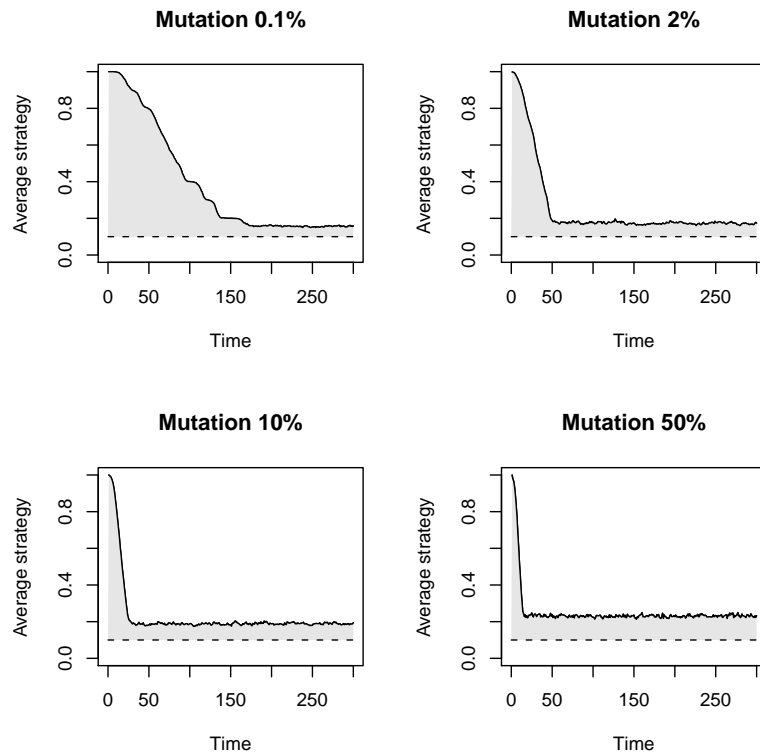 Mutation 0.1%
Average strategy
0.0 0.4 0.8
0 50 150 250
Time
Mutation 2%
Average strategy
0.0 0.4 0.8
0 50 150 250
Time
Mutation 10%
Average strategy
0.0 0.4 0.8
0 50 150 250
Time
Mutation 50%
Average strategy
0.0 0.4 0.8
0 50 150 250
Time